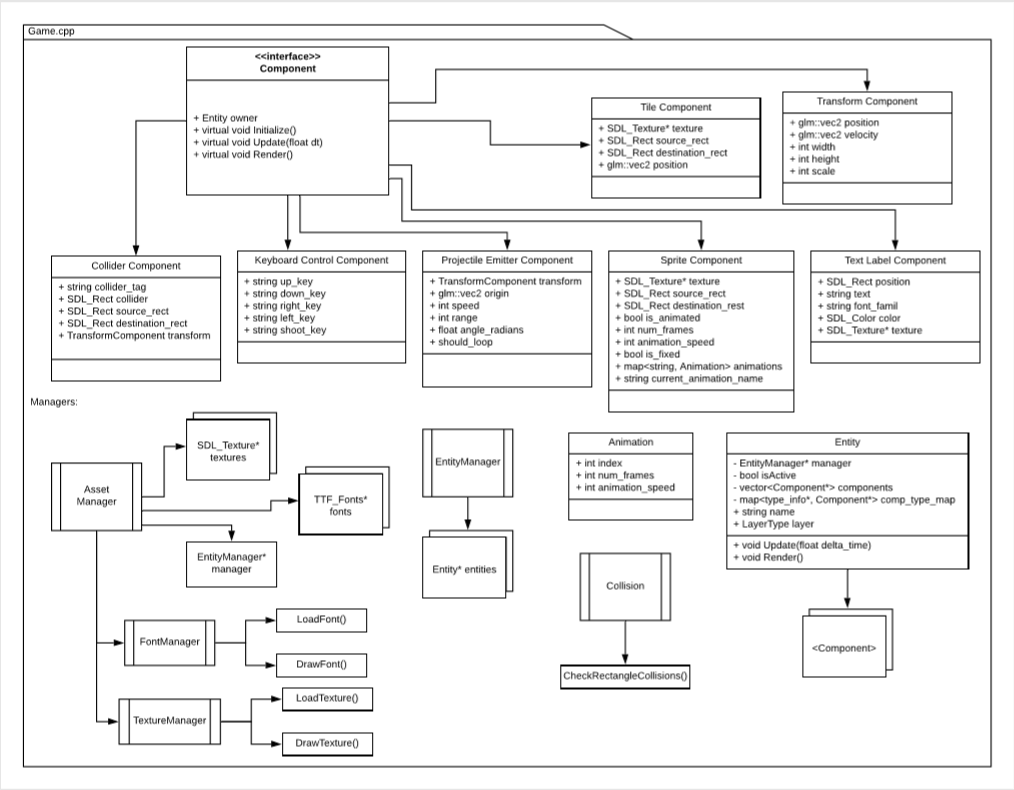 Game.cpp
<<interface>>
Component
+ Entity owner
+ virtual void Initialize()
+ virtual void Update(float dt)
+ virtual void Render()
Tile Component
+ SDL_Texture* texture
+ SDL_Rect source_rect
+ SDL_Rect destination_rect
+ glm::vec2 position
Transform Component
+ glm::vec2 position
+ glm::vec2 velocity
+ int width
+ int height
+ int scale
Collider Component
+ string collider_tag
+ SDL_Rect collider
+ SDL_Rect source_rect
+ SDL_Rect destination_rect
+ TransformComponent transform
Keyboard Control Component
+ string up_key
+ string down_key
+ string right_key
+ string left_key
+ string shoot_key
Projectile Emitter Component
+ TransformComponent transform
+ glm::vec2 origin
+ int speed
+ int range
+ float angle_radians
+ should_loop
Sprite Component
+ SDL_Texture* texture
+ SDL_Rect source_rect
+ SDL_Rect destination_rest
+ bool is_animated
+ int num_frames
+ int animation_speed
+ bool is_fixed
+ map<string, Animation> animations
+ string current_animation_name
Text Label Component
+ SDL_Rect position
+ string text
+ string font_famil
+ SDL_Color color
+ SDL_Texture* texture
Managers:
Asset
Manager
SDL_Texture*
textures
TTF_Fonts*
fonts
EntityManager*
manager
FontManager
LoadFont()
DrawFont()
TextureManager
LoadTexture()
DrawTexture()
EntityManager
Entity* entities
Animation
+ int index
+ int num_frames
+ int animation_speed
Collision
CheckRectangleCollisions()
Entity
- EntityManager* manager
- bool isActive
- vector<Component*> components
- map<type_info*, Component*> comp_type_map
+ string name
+ LayerType layer
+ void Update(float delta_time)
+ void Render()
<Component>